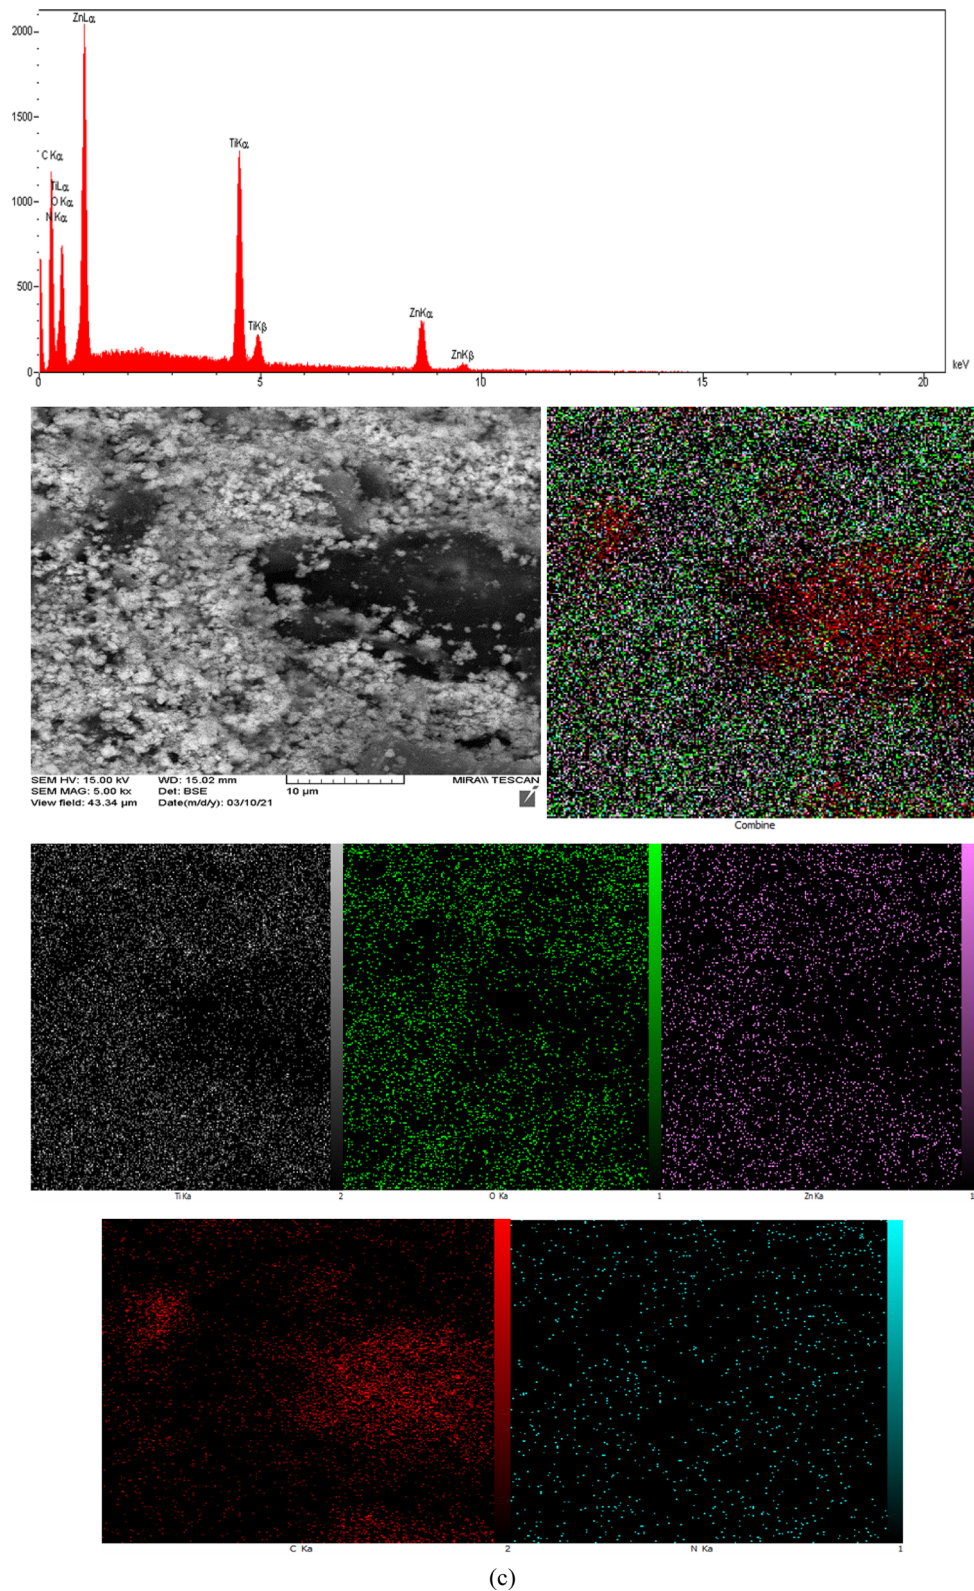 ZnLα
2000
1500
TiKα
C Kα
TiLα
1000
O Kα
N Kα
500
ZnKα
TiKβ
ZnKβ
0
keV
0 5 10 15 20
SEM HV: 15.00 kV WD: 15.02 mm MIRA\\ TESCAN
SEM MAG: 5.00 kx Det: BSE 10 µm
View field: 43.34 µm Date(m/d/y): 03/10/21
Combine
Ti Ka 2 O Ka 1 Zn Ka 1
C Ka 2 N Ka 1
(c)